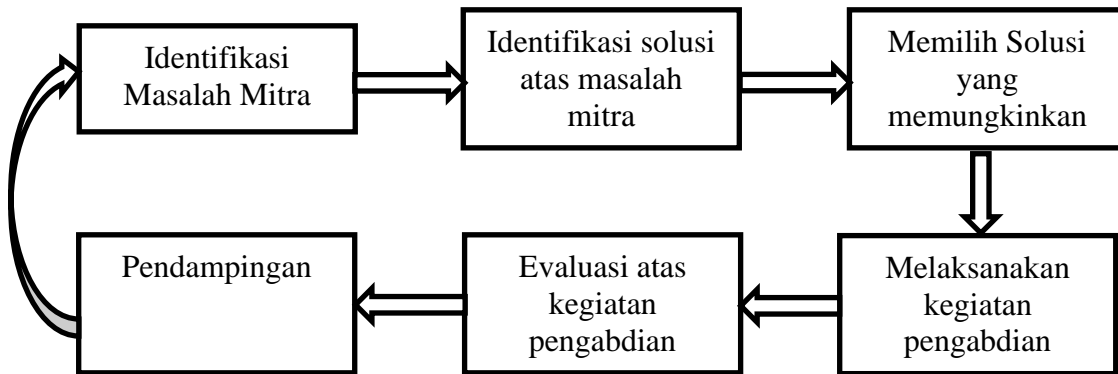 Identifikasi
Masalah Mitra
Identifikasi solusi
atas masalah
mitra
Memilih Solusi
yang
memungkinkan
Melaksanakan
kegiatan
pengabdian
Evaluasi atas
kegiatan
pengabdian
Pendampingan